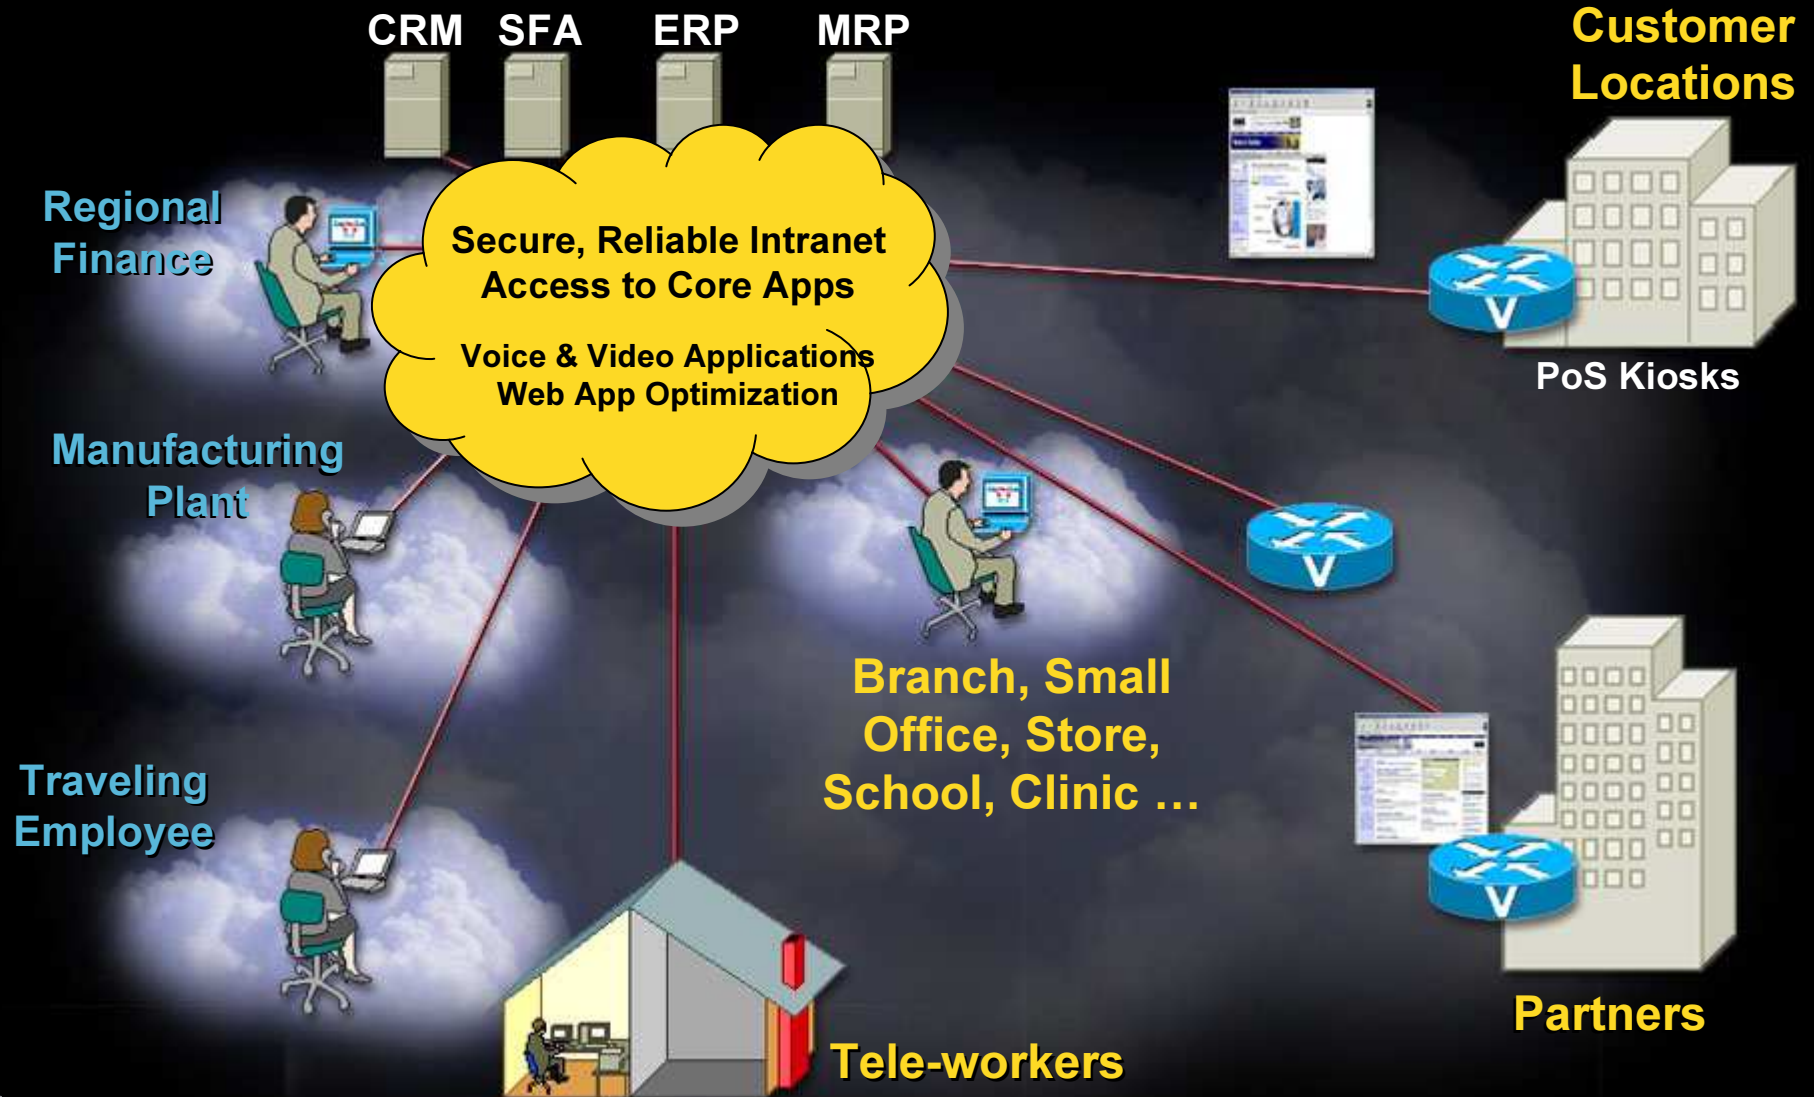 CRM SFA ERP MRP
Customer
Locations
Regional
Finance
Secure, Reliable Intranet
Access to Core Apps
Voice & Video Applications
Web App Optimization
V
PoS Kiosks
Manufacturing
Plant
V
Branch, Small
Office, Store,
School, Clinic …
Traveling
Employee
V
Partners
Tele-workers